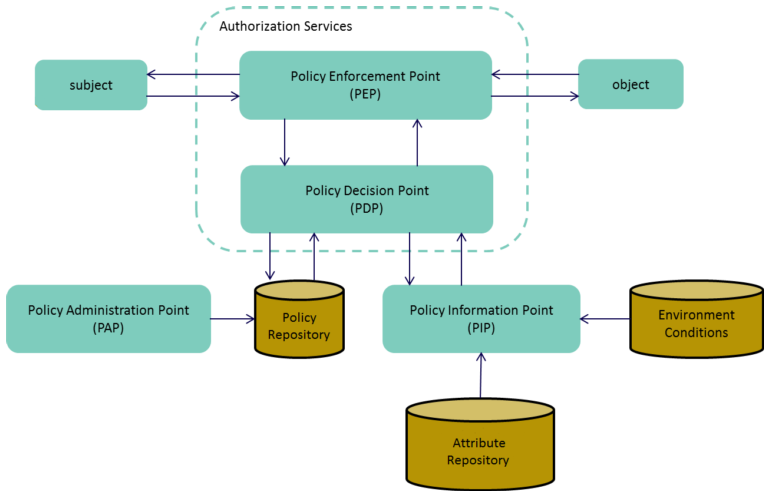 Authorization Services
subject
Policy Enforcement Point
(PEP)
object
Policy Decision Point
(PDP)
Policy Administration Point
(PAP)
Policy
Repository
Policy Information Point
(PIP)
Environment
Conditions
Attribute
Repository